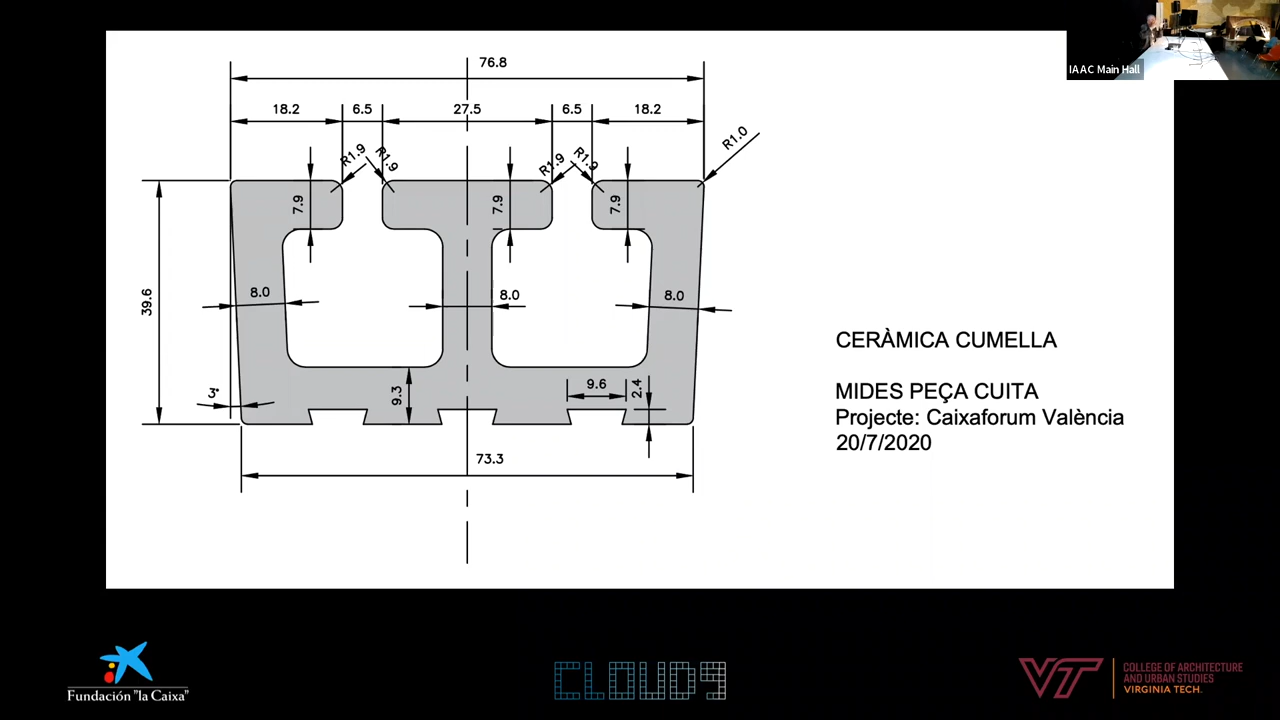 IAAC Main Hall
76.8
18.2 6.5 27.5 6.5 18.2
R1.9 R1.9 R1.9 R1.9 R1.0
7.9 7.9 7.9
39.6
8.0 8.0 8.0
3°
9.3
9.6 2.4
73.3
CERÀMICA CUMELLA
MIDES PEÇA CUITA
Projecte: Caixaforum València
20/7/2020
Fundación "la Caixa"
CLOUD9
VT
COLLEGE OF ARCHITECTURE
AND URBAN STUDIES
VIRGINIA TECH.